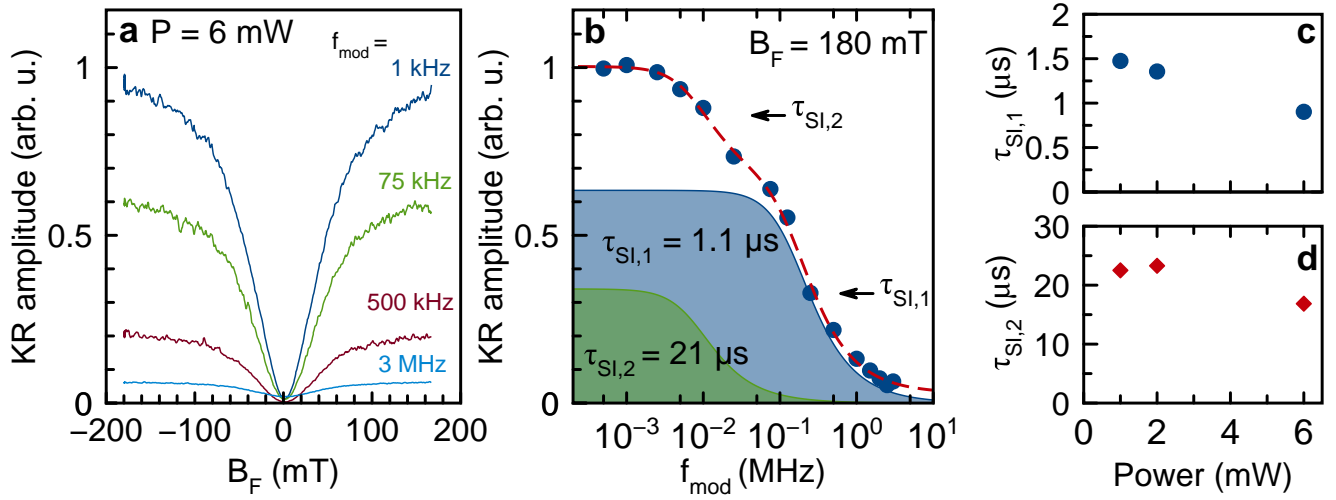 a P = 6 mW
f_mod =
1 kHz
75 kHz
500 kHz
3 MHz
KR amplitude (arb. u.)
1
0.5
0
−200 −100 0 100 200
B_F (mT)
b B_F = 180 mT
τ_SI,2
τ_SI,1 = 1.1 µs
τ_SI,1
τ_SI,2 = 21 µs
KR amplitude (arb. u.)
1
0.5
0
10⁻³ 10⁻² 10⁻¹ 10⁰ 10¹
f_mod (MHz)
c
τ_SI,1 (µs)
2
1.5
1
0.5
0
d
τ_SI,2 (µs)
30
20
10
0
0 2 4 6
Power (mW)